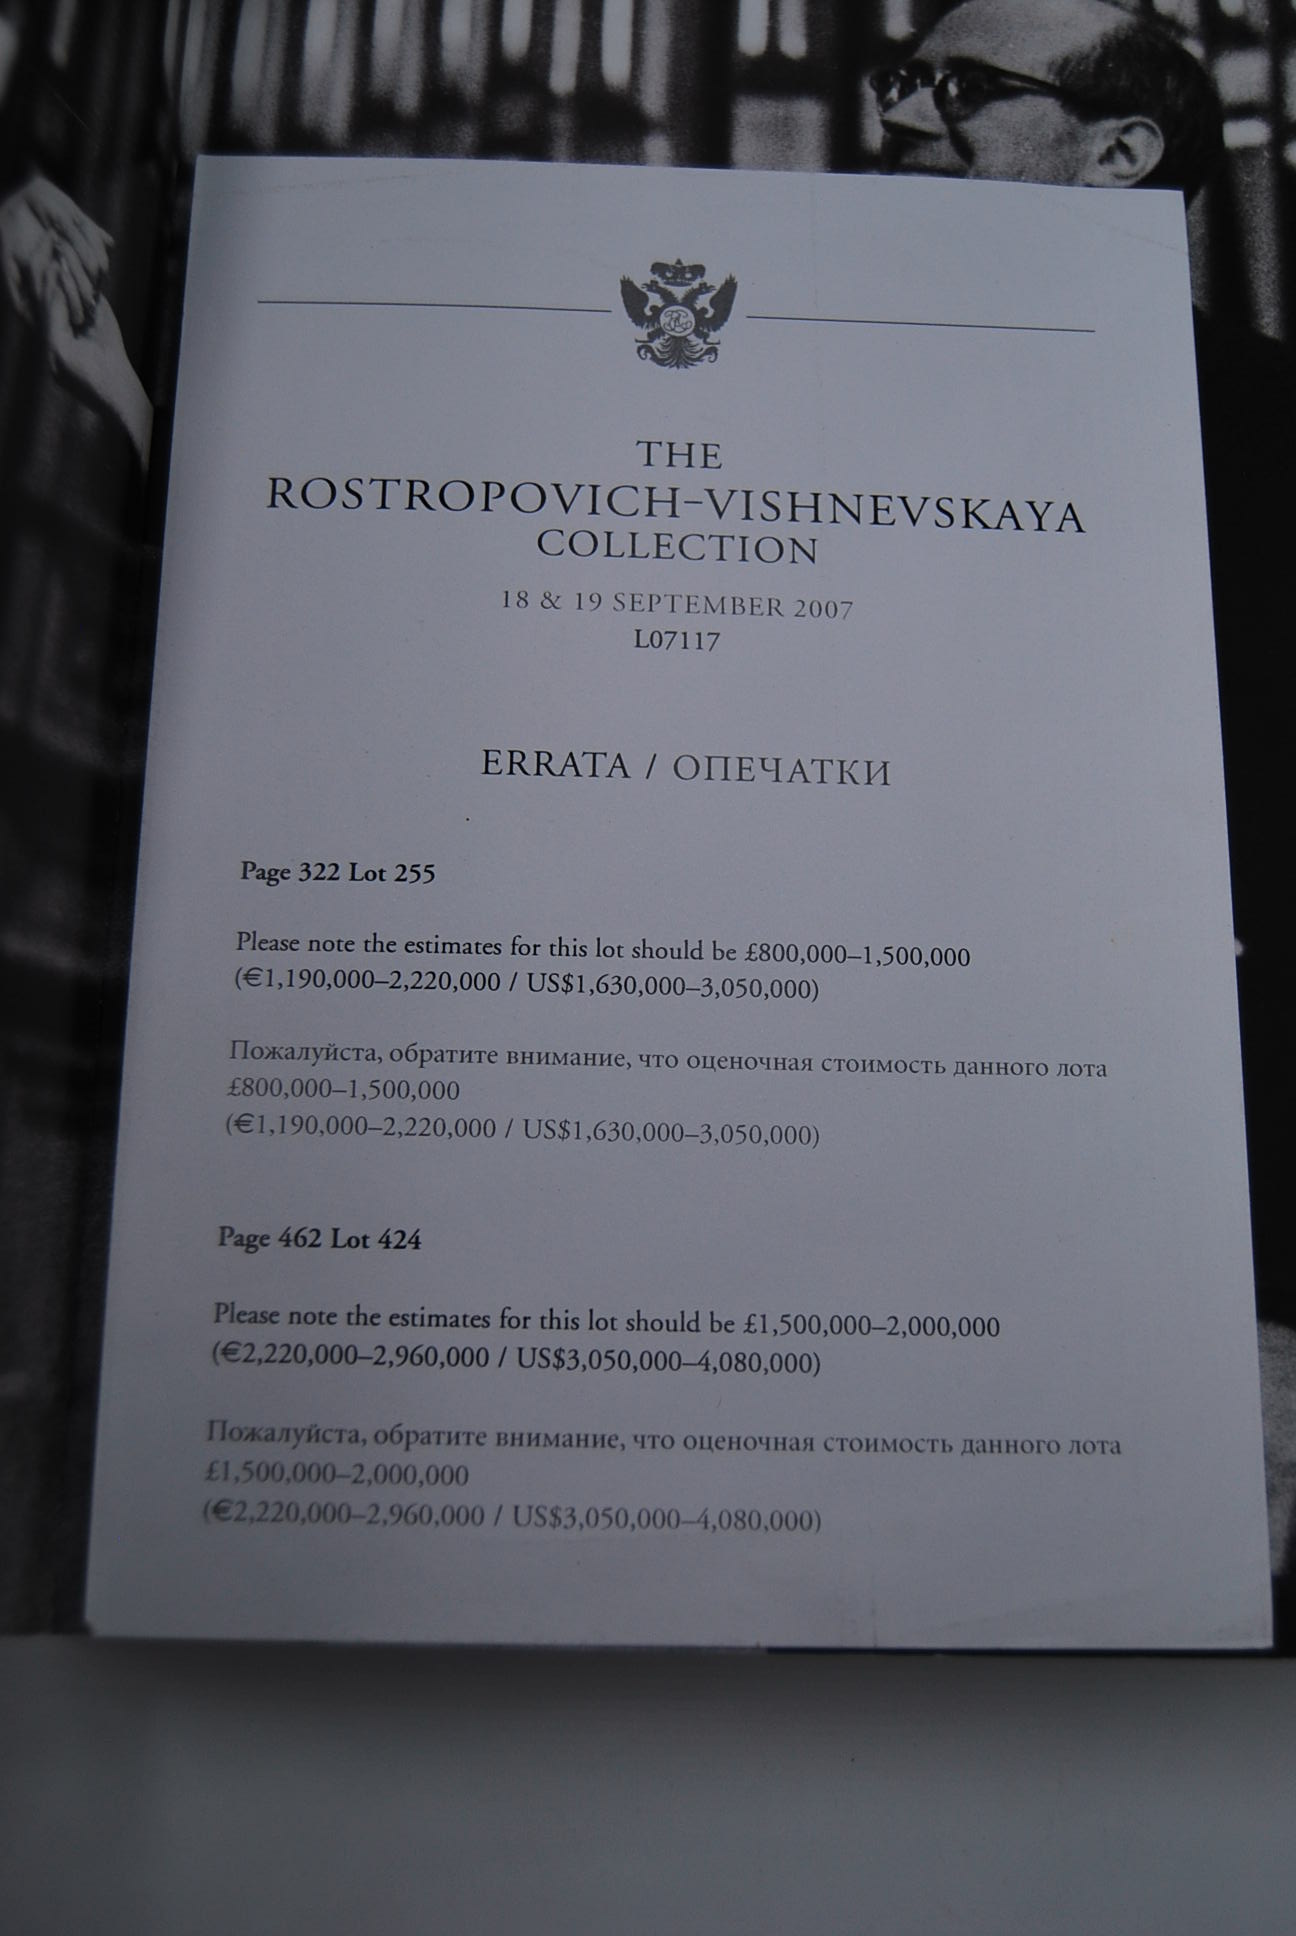 THE
ROSTROPOVICH-VISHNEVSKAYA
COLLECTION
18 & 19 SEPTEMBER 2007
L07117
ERRATA / ОПЕЧАТКИ
Page 322 Lot 255
Please note the estimates for this lot should be £800,000–1,500,000
(€1,190,000–2,220,000 / US$1,630,000–3,050,000)
Пожалуйста, обратите внимание, что оценочная стоимость данного лота
£800,000–1,500,000
(€1,190,000–2,220,000 / US$1,630,000–3,050,000)
Page 462 Lot 424
Please note the estimates for this lot should be £1,500,000–2,000,000
(€2,220,000–2,960,000 / US$3,050,000–4,080,000)
Пожалуйста, обратите внимание, что оценочная стоимость данного лота
£1,500,000–2,000,000
(€2,220,000–2,960,000 / US$3,050,000–4,080,000)